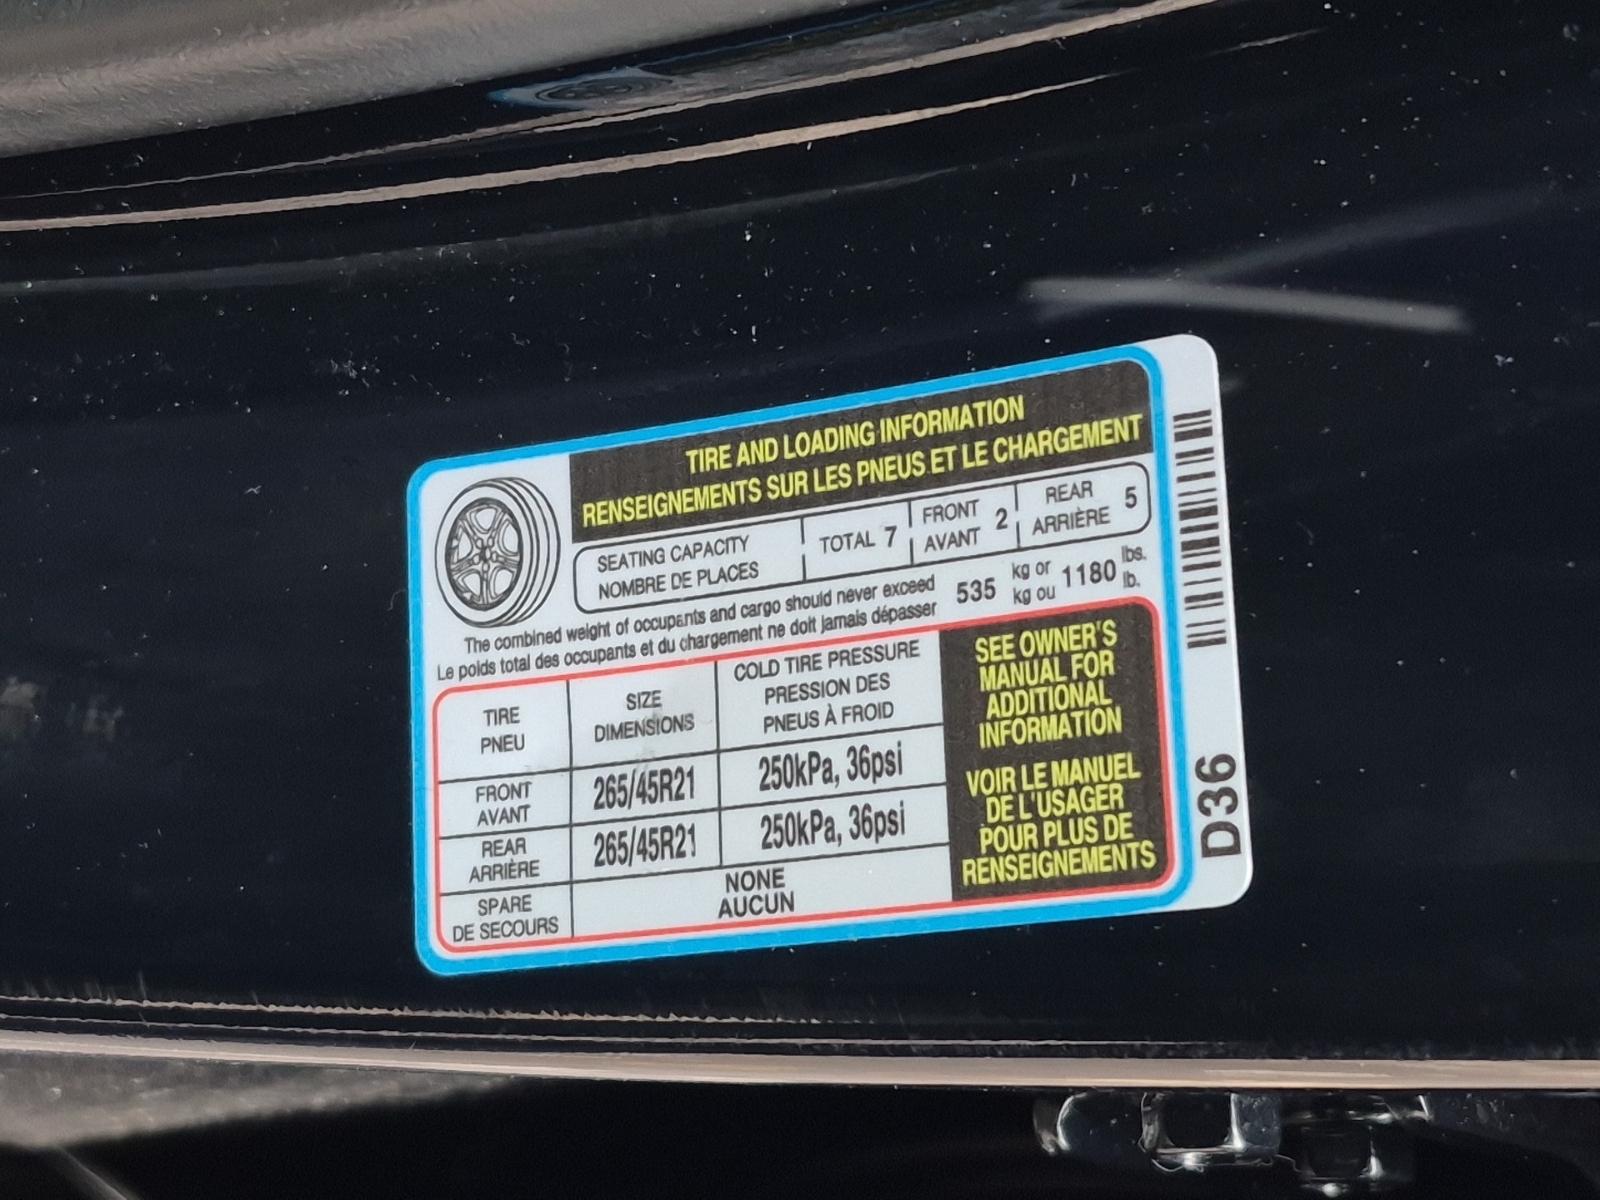 TIRE AND LOADING INFORMATION
RENSEIGNEMENTS SUR LES PNEUS ET LE CHARGEMENT
SEATING CAPACITY
NOMBRE DE PLACES
TOTAL 7
FRONT
AVANT
2
REAR
ARRIÈRE
5
The combined weight of occupants and cargo should never exceed
Le poids total des occupants et du chargement ne doit jamais dépasser
535
kg or
kg ou
1180
lbs.
lb.
TIRE
PNEU
SIZE
DIMENSIONS
COLD TIRE PRESSURE
PRESSION DES
PNEUS À FROID
FRONT
AVANT
265/45R21
250kPa, 36psi
REAR
ARRIÈRE
265/45R21
250kPa, 36psi
SPARE
DE SECOURS
NONE
AUCUN
SEE OWNER'S
MANUAL FOR
ADDITIONAL
INFORMATION
VOIR LE MANUEL
DE L'USAGER
POUR PLUS DE
RENSEIGNEMENTS
D36